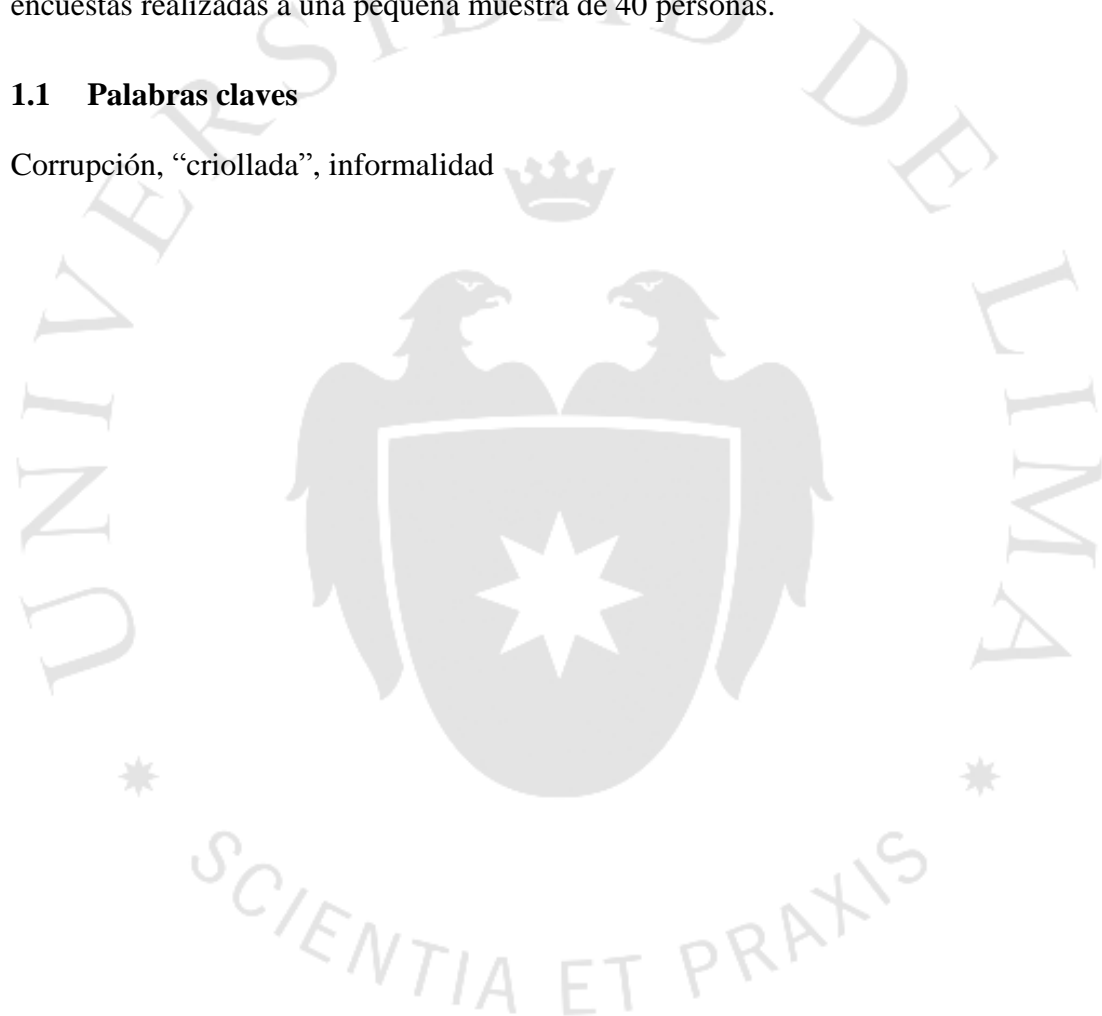 encuestas realizadas a una pequeña muestra de 40 personas.
1.1 Palabras claves
Corrupción, “criollada”, informalidad
UNIVERSIDAD DE LIMA
SCIENTIA ET PRAXIS